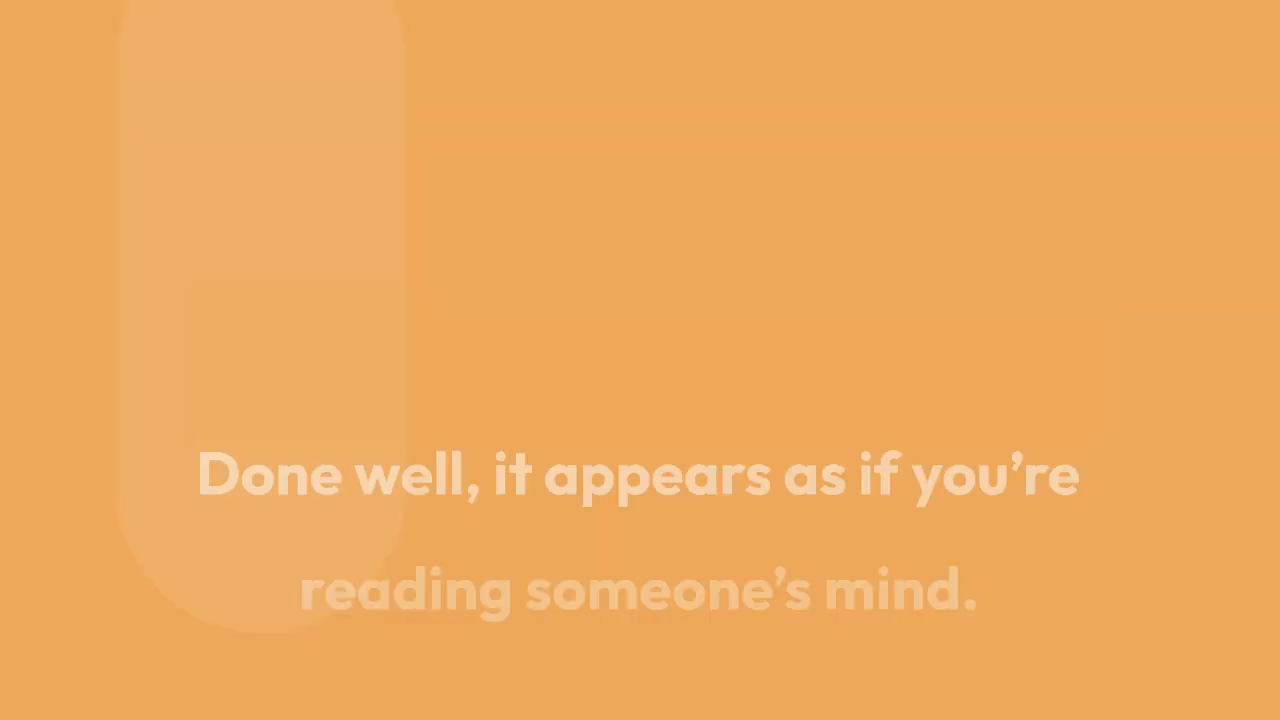 Done well, it appears as if you’re
reading someone’s mind.